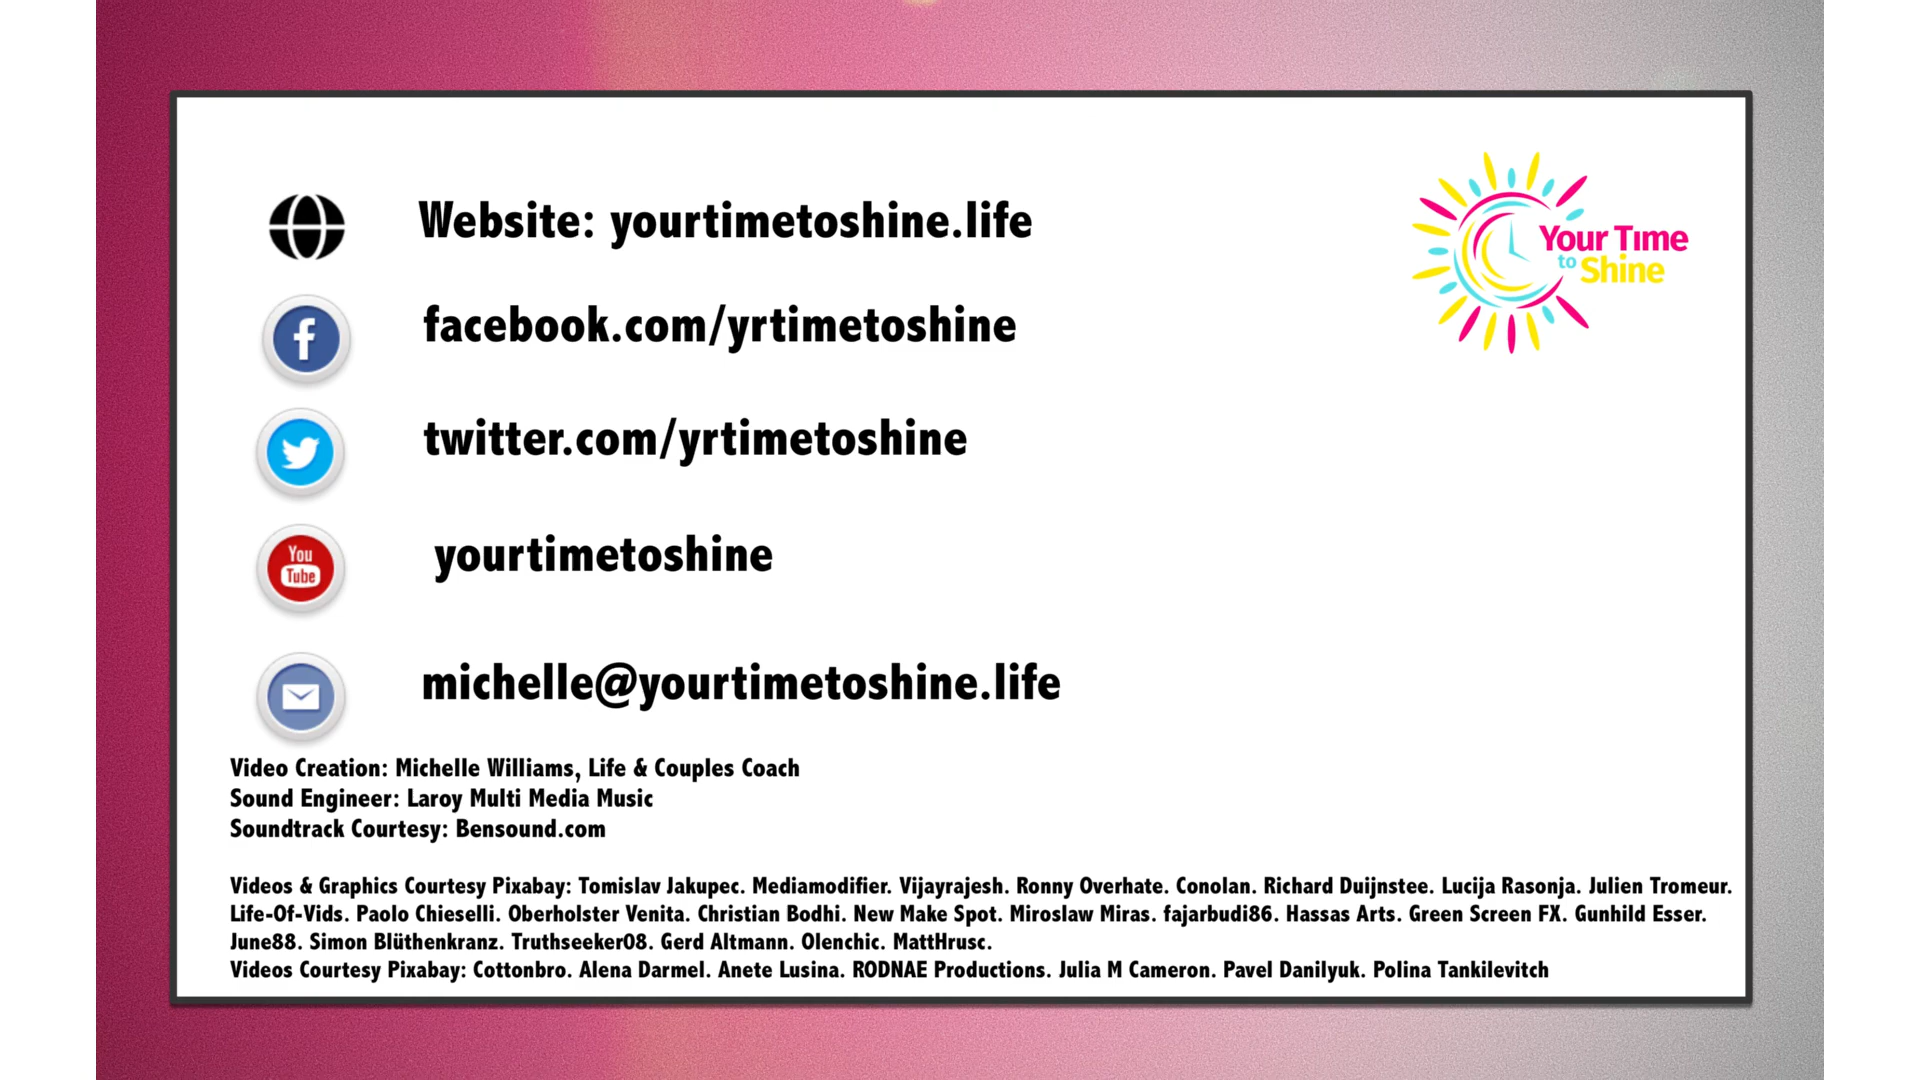 Website: yourtimetoshine.life
Your Time
to Shine
facebook.com/yrtimetoshine
twitter.com/yrtimetoshine
You
Tube
yourtimetoshine
michelle@yourtimetoshine.life
Video Creation: Michelle Williams, Life & Couples Coach
Sound Engineer: Laroy Multi Media Music
Soundtrack Courtesy: Bensound.com
Videos & Graphics Courtesy Pixabay: Tomislav Jakupec. Mediamodifier. Vijayrajesh. Ronny Overhate. Conolan. Richard Duijnstee. Lucija Rasonja. Julien Tromeur.
Life-Of-Vids. Paolo Chieselli. Oberholster Venita. Christian Bodhi. New Make Spot. Miroslaw Miras. fajarbudi86. Hassas Arts. Green Screen FX. Gunhild Esser.
June88. Simon Blüthenkranz. Truthseeker08. Gerd Altmann. Olenchic. MattHrusc.
Videos Courtesy Pixabay: Cottonbro. Alena Darmel. Anete Lusina. RODNAE Productions. Julia M Cameron. Pavel Danilyuk. Polina Tankilevitch